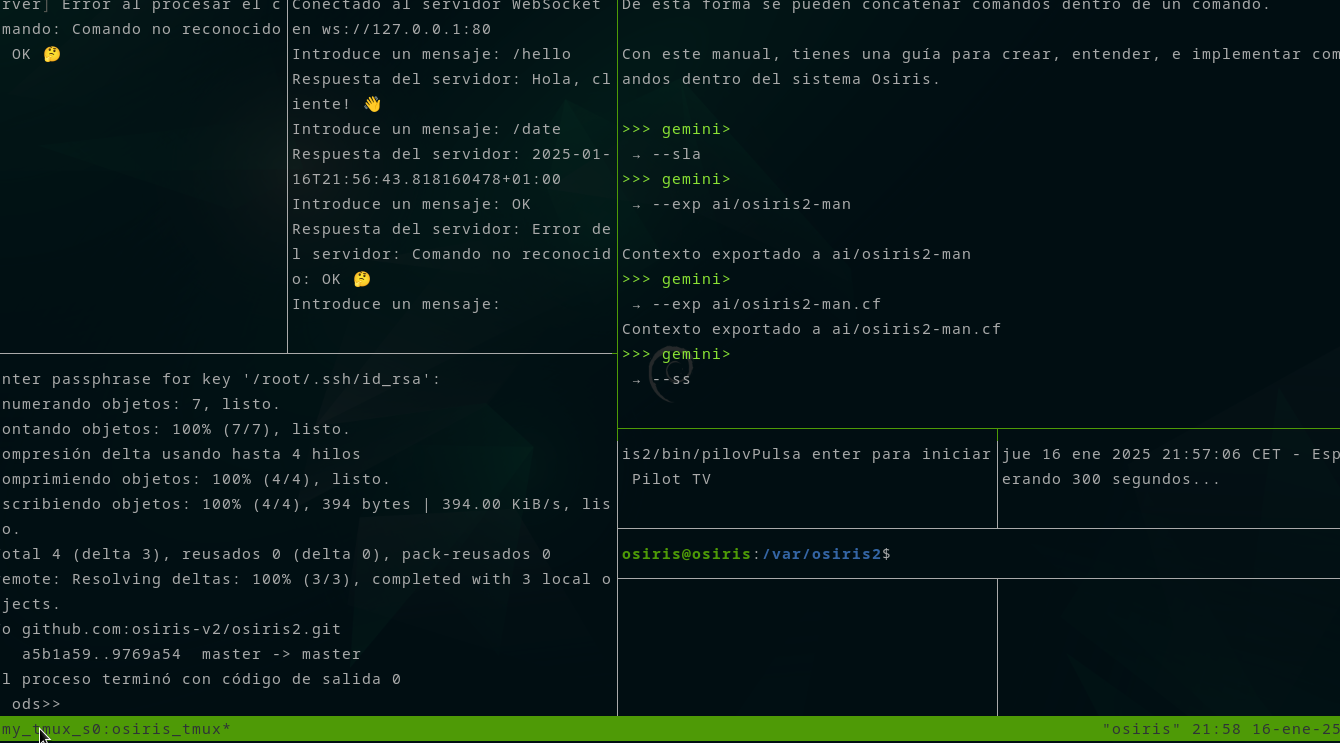 rver] Error al procesar el c
mando: Comando no reconocido
 OK 🤔
Conectado al servidor WebSocket
en ws://127.0.0.1:80
Introduce un mensaje: /hello
Respuesta del servidor: Hola, cl
iente! 👋
Introduce un mensaje: /date
Respuesta del servidor: 2025-01-
16T21:56:43.818160478+01:00
Introduce un mensaje: OK
Respuesta del servidor: Error de
l servidor: Comando no reconocid
o: OK 🤔
Introduce un mensaje:
nter passphrase for key '/root/.ssh/id_rsa':
numerando objetos: 7, listo.
ontando objetos: 100% (7/7), listo.
ompresión delta usando hasta 4 hilos
omprimiendo objetos: 100% (4/4), listo.
scribiendo objetos: 100% (4/4), 394 bytes | 394.00 KiB/s, lis
o.
otal 4 (delta 3), reusados 0 (delta 0), pack-reusados 0
emote: Resolving deltas: 100% (3/3), completed with 3 local o
jects.
o github.com:osiris-v2/osiris2.git
  a5b1a59..9769a54  master -> master
l proceso terminó con código de salida 0
 ods>>
De esta forma se pueden concatenar comandos dentro de un comando.
Con este manual, tienes una guía para crear, entender, e implementar com
andos dentro del sistema Osiris.
>>> gemini>
 → --sla
>>> gemini>
 → --exp ai/osiris2-man
Contexto exportado a ai/osiris2-man
>>> gemini>
 → --exp ai/osiris2-man.cf
Contexto exportado a ai/osiris2-man.cf
>>> gemini>
 → --ss
is2/bin/pilovPulsa enter para iniciar
 Pilot TV
jue 16 ene 2025 21:57:06 CET - Esp
erando 300 segundos...
osiris@osiris:/var/osiris2$
my_tmux_s0:osiris_tmux*
"osiris" 21:58 16-ene-25